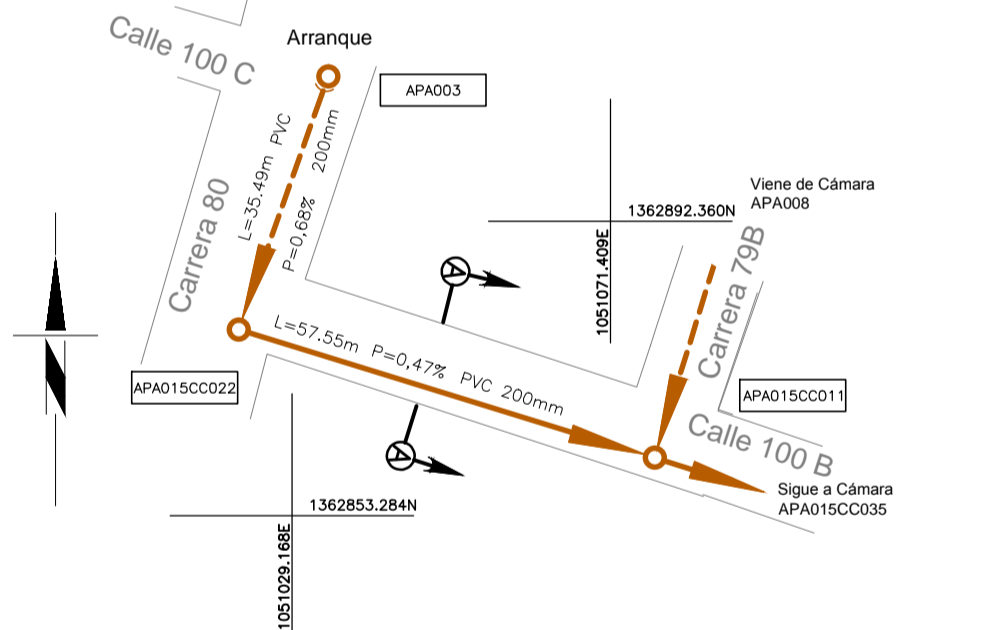 Calle 100 C
Arranque
APA003
L=35.49m PVC
P=0,68% 200mm
Carrera 80
Viene de Cámara
APA008
1362892.360N
1051071.409E
Carrera 79B
A
L=57.55m P=0,47% PVC 200mm
APA015CC022
APA015CC011
Calle 100 B
A
Sigue a Cámara
APA015CC035
1362853.284N
1051029.168E